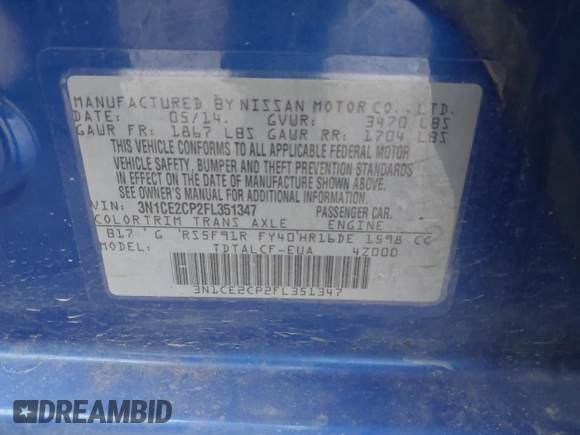 MANUFACTURED BY NISSAN MOTOR CO., LTD.
DATE: 05/14. GVWR: 3470 LBS
GAWR FR: 1867 LBS GAWR RR: 1704 LBS
THIS VEHICLE CONFORMS TO ALL APPLICABLE FEDERAL MOTOR
VEHICLE SAFETY, BUMPER AND THEFT PREVENTION STANDARDS
IN EFFECT ON THE DATE OF MANUFACTURE SHOWN ABOVE.
SEE OWNER'S MANUAL FOR ADDITIONAL INFORMATION.
VIN: 3N1CE2CP2FL351347 PASSENGER CAR.
COLOR TRIM TRANS AXLE ENGINE
B17 G RS5F91R FY40 HR16DE 1598 CC
MODEL: TDTALCF-EUA 4Z000
3N1CE2CP2FL351347
DREAMBID